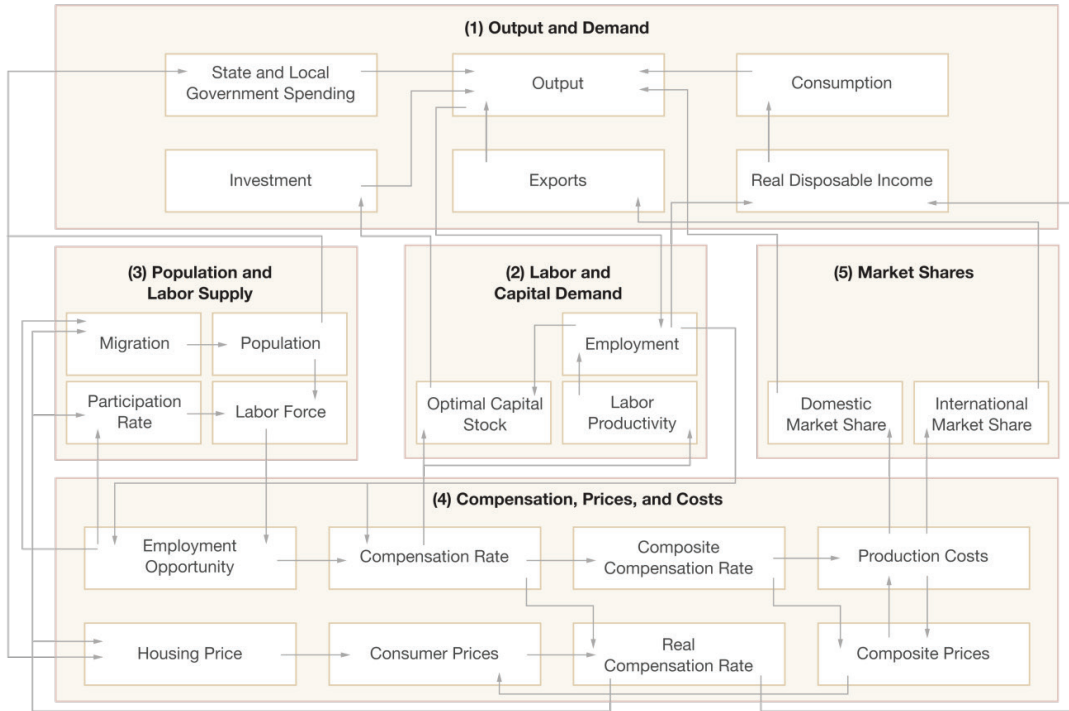 (1) Output and Demand
State and Local
Government Spending
Output
Consumption
Investment
Exports
Real Disposable Income
(3) Population and
Labor Supply
Migration
Population
Participation
Rate
Labor Force
(2) Labor and
Capital Demand
Employment
Optimal Capital
Stock
Labor
Productivity
(5) Market Shares
Domestic
Market Share
International
Market Share
(4) Compensation, Prices, and Costs
Employment
Opportunity
Compensation Rate
Composite
Compensation Rate
Production Costs
Housing Price
Consumer Prices
Real
Compensation Rate
Composite Prices